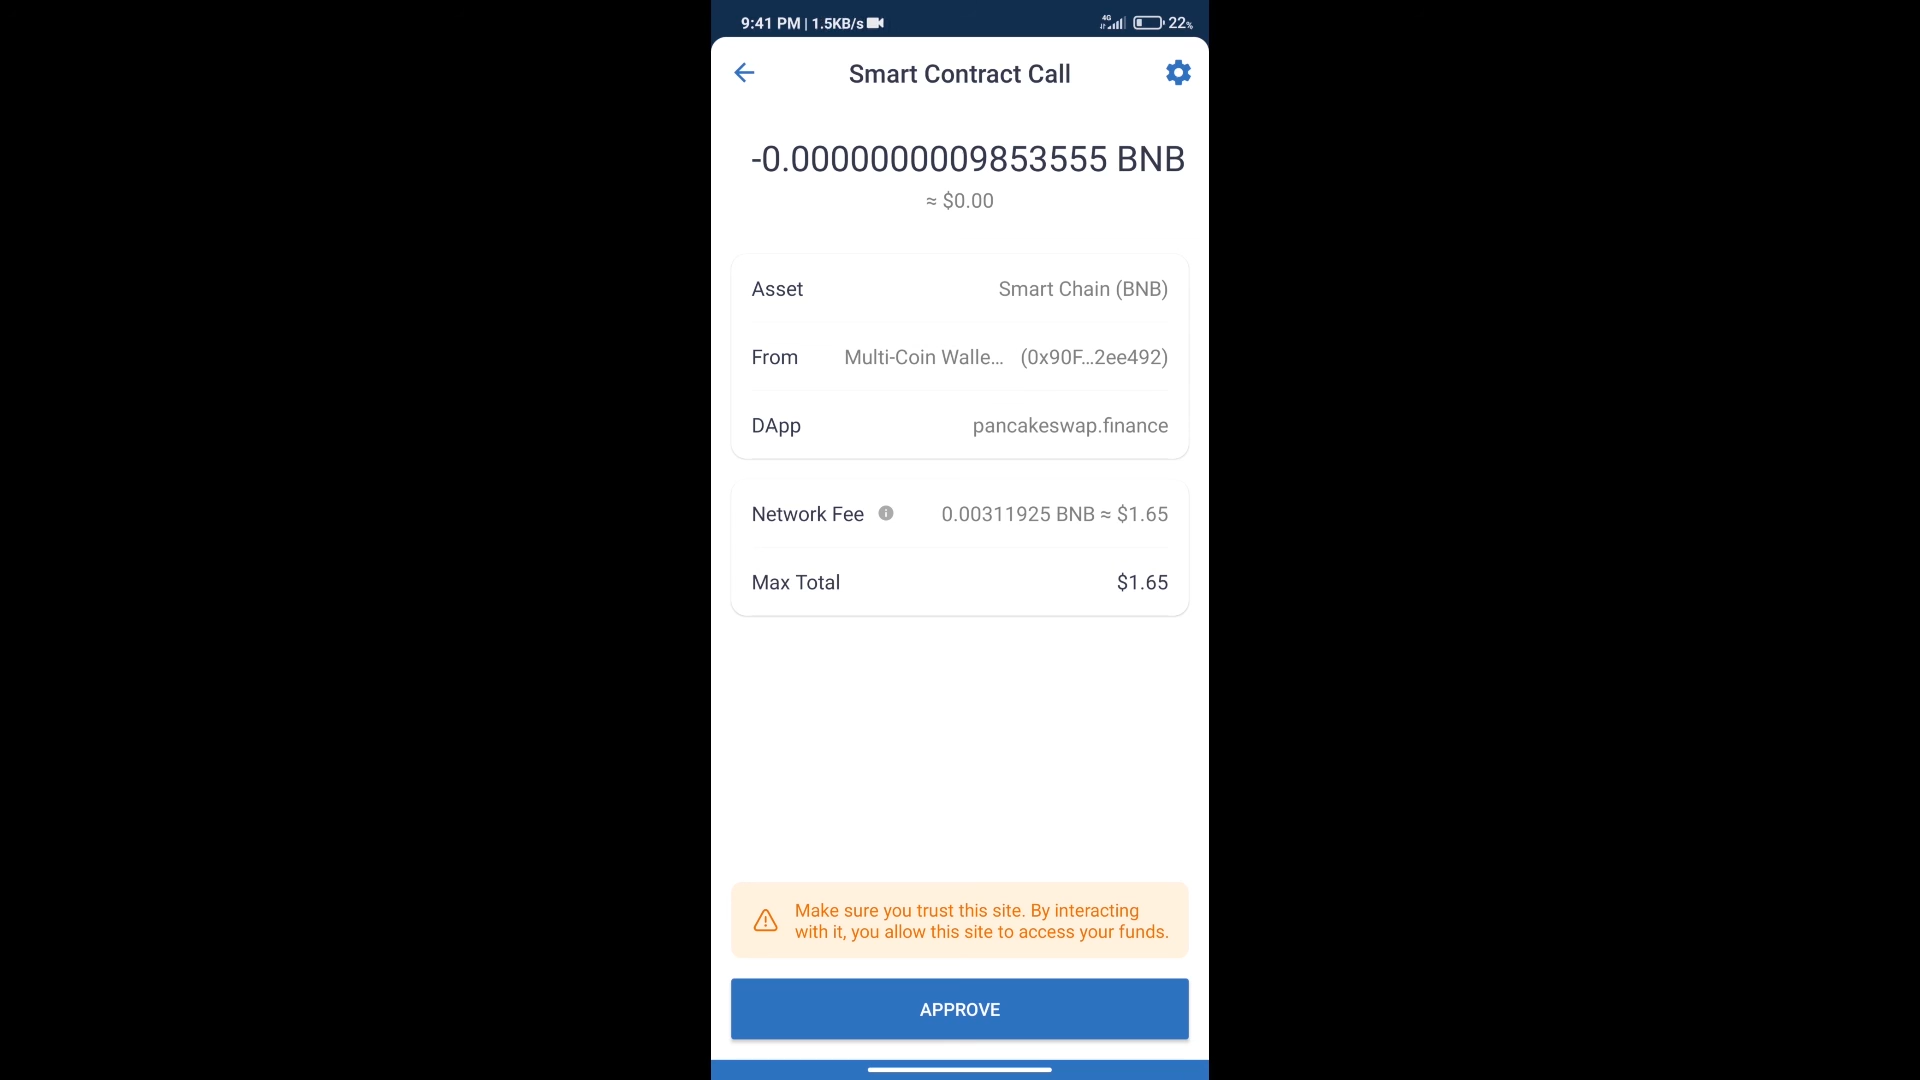 9:41 PM | 1.5KB/s 4G 22%
Smart Contract Call
-0.0000000009853555 BNB
≈ $0.00
Asset Smart Chain (BNB)
From Multi-Coin Walle... (0x90F...2ee492)
DApp pancakeswap.finance
Network Fee 0.00311925 BNB ≈ $1.65
Max Total $1.65
Make sure you trust this site. By interacting
with it, you allow this site to access your funds.
APPROVE